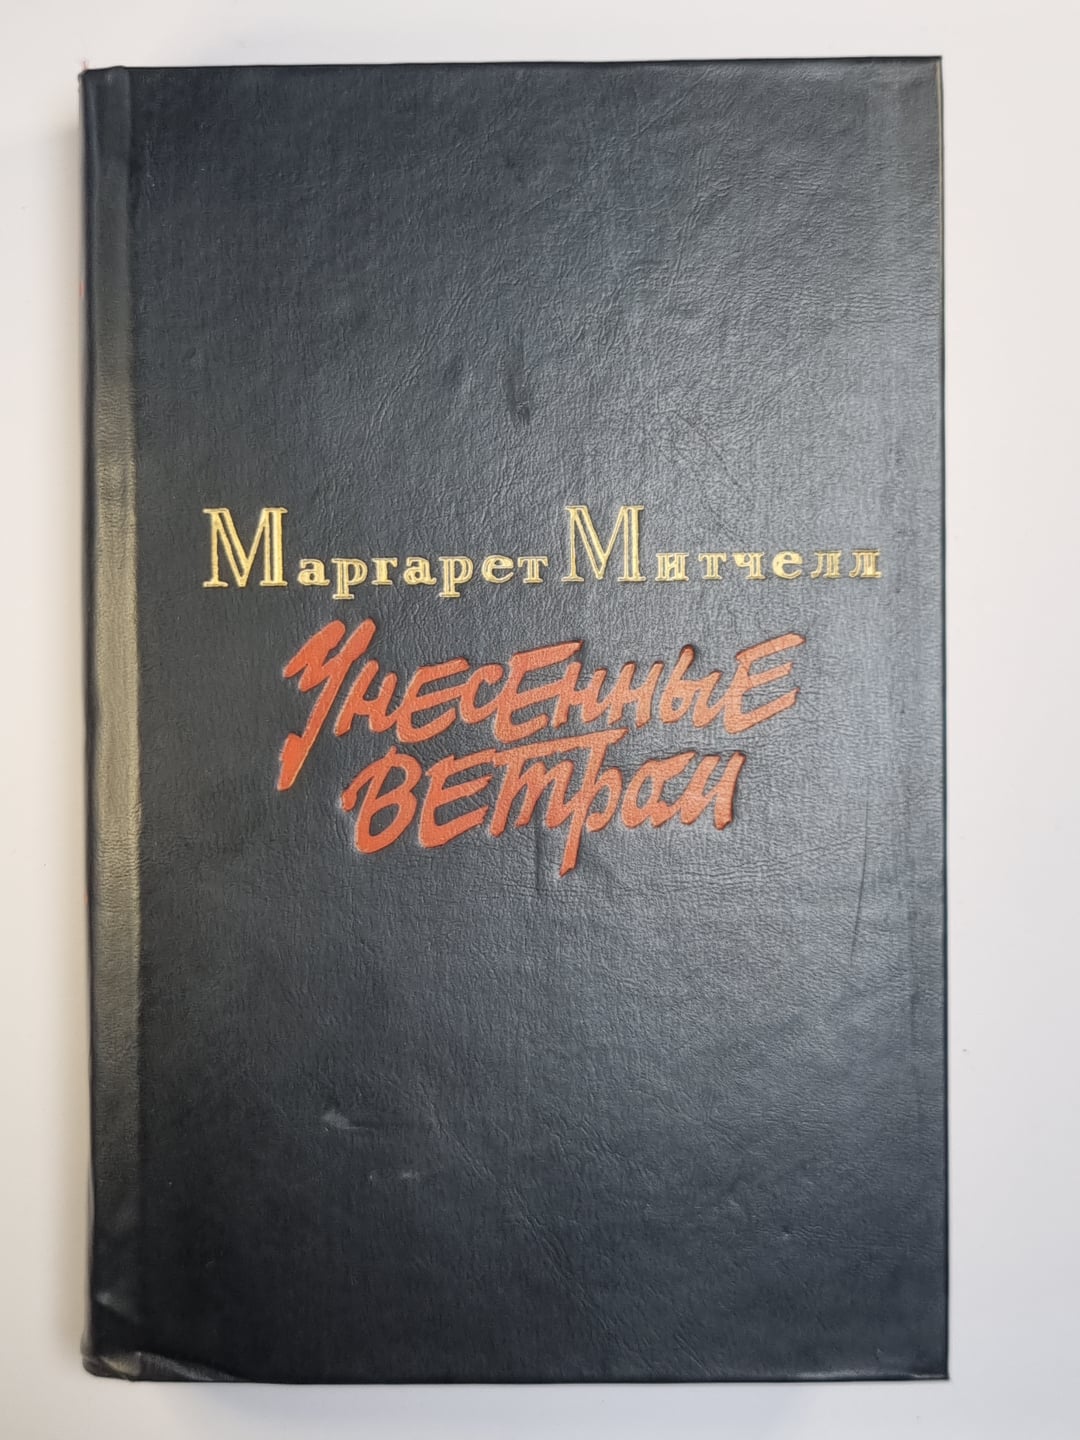 Маргарет Митчелл
Унесенные
ветром